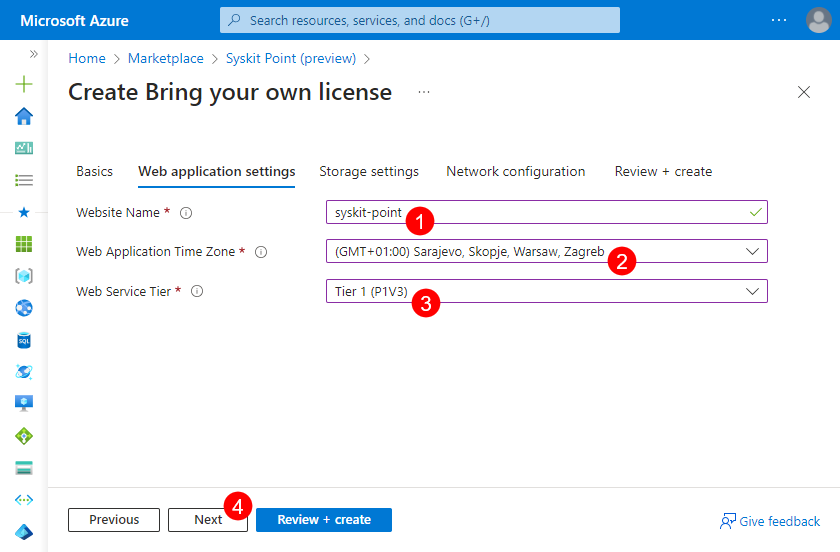 Microsoft Azure
Search resources, services, and docs (G+/)
Home > Marketplace > Syskit Point (preview) >
Create Bring your own license ...
Basics Web application settings Storage settings Network configuration Review + create
Website Name *
syskit-point
1
Web Application Time Zone *
(GMT+01:00) Sarajevo, Skopje, Warsaw, Zagreb
2
Web Service Tier *
Tier 1 (P1V3)
3
SQL
4
Previous Next Review + create
Give feedback